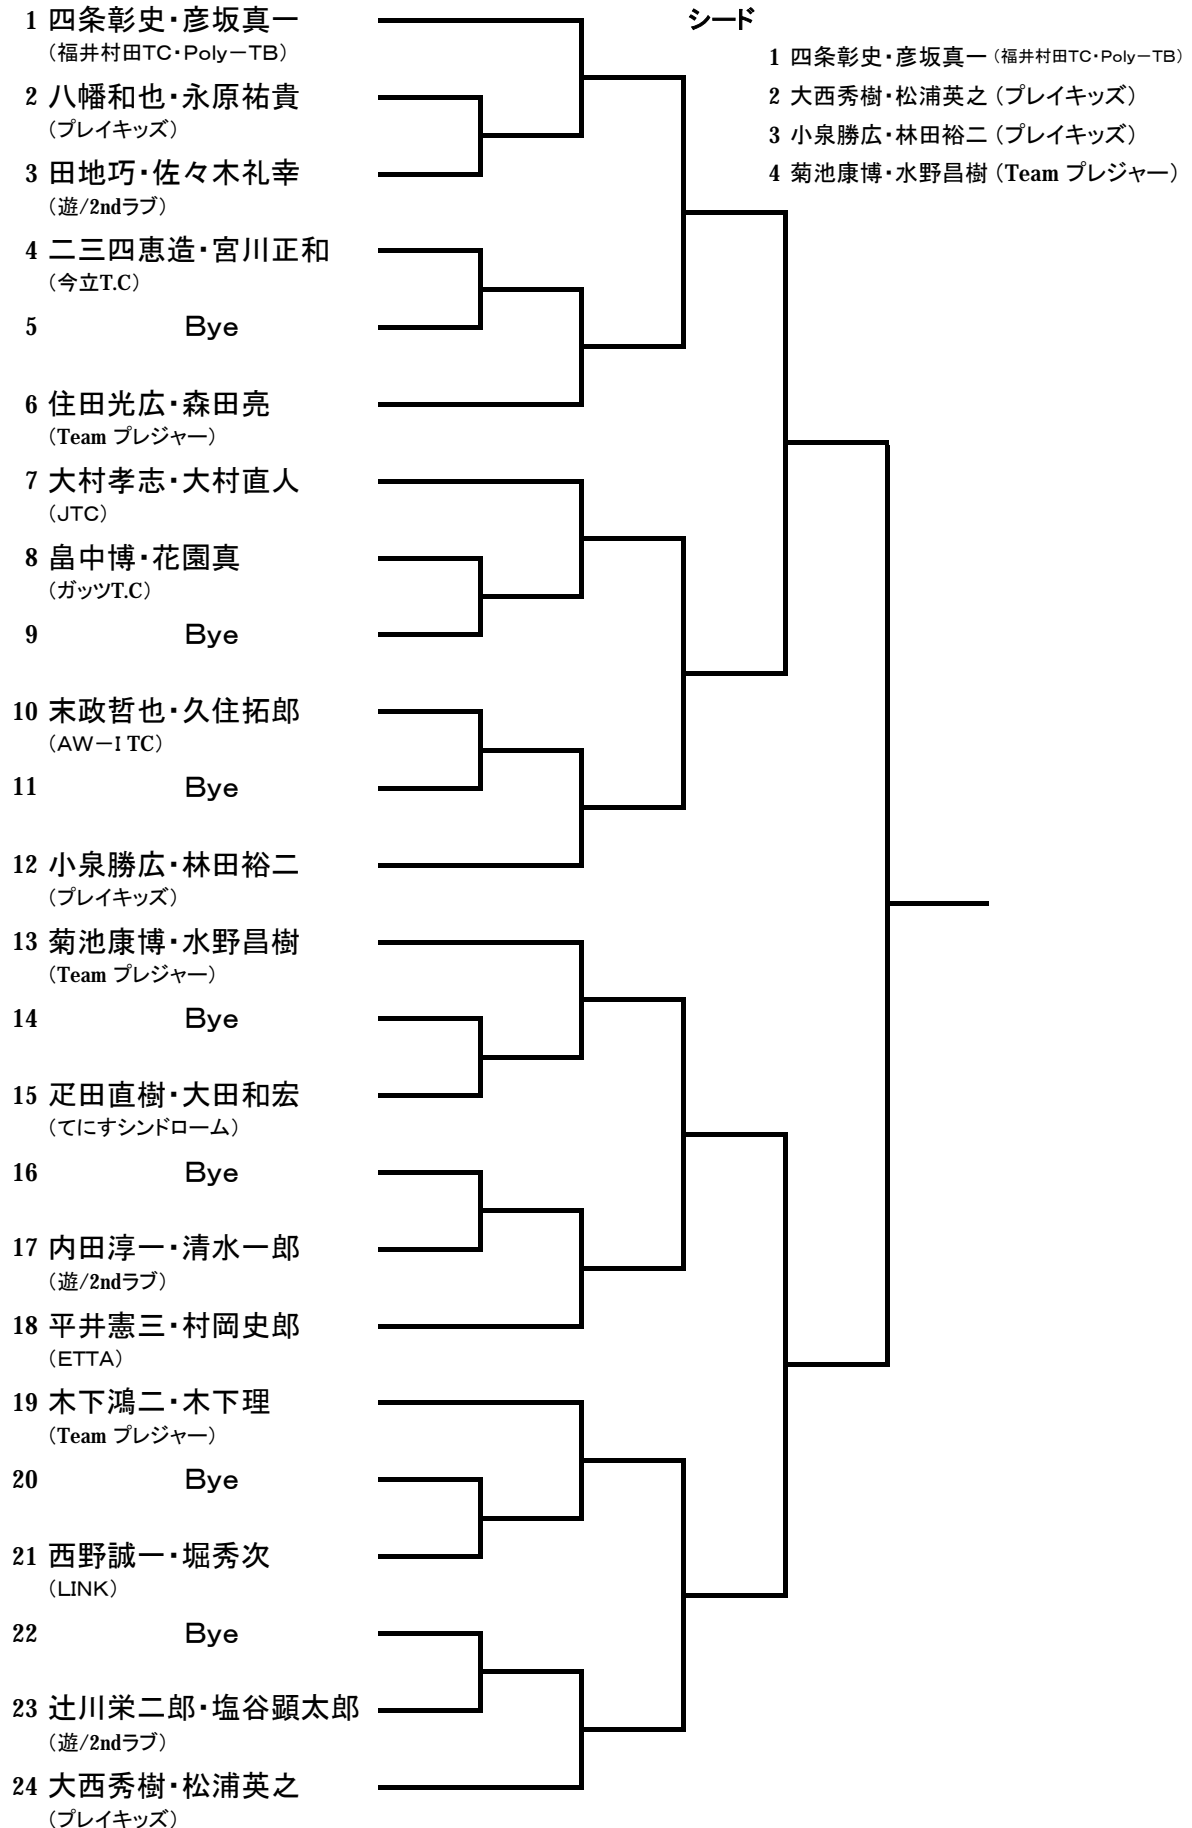 1 四条彰史・彦坂真一
（福井村田TC・Poly－TB）
2 八幡和也・永原祐貴
（プレイキッズ）
3 田地巧・佐々木礼幸
（遊/2ndラブ）
4 二三四恵造・宮川正和
（今立T.C）
5 Bye
6 住田光広・森田亮
（Team プレジャー）
7 大村孝志・大村直人
（JTC）
8 畠中博・花園真
（ガッツT.C）
9 Bye
10 末政哲也・久住拓郎
（AW－I TC）
11 Bye
12 小泉勝広・林田裕二
（プレイキッズ）
13 菊池康博・水野昌樹
（Team プレジャー）
14 Bye
15 疋田直樹・大田和宏
（てにすシンドローム）
16 Bye
17 内田淳一・清水一郎
（遊/2ndラブ）
18 平井憲三・村岡史郎
（ETTA）
19 木下鴻二・木下理
（Team プレジャー）
20 Bye
21 西野誠一・堀秀次
（LINK）
22 Bye
23 辻川栄二郎・塩谷顕太郎
（遊/2ndラブ）
24 大西秀樹・松浦英之
（プレイキッズ）
シード
1 四条彰史・彦坂真一（福井村田TC・Poly－TB）
2 大西秀樹・松浦英之（プレイキッズ）
3 小泉勝広・林田裕二（プレイキッズ）
4 菊池康博・水野昌樹（Team プレジャー）